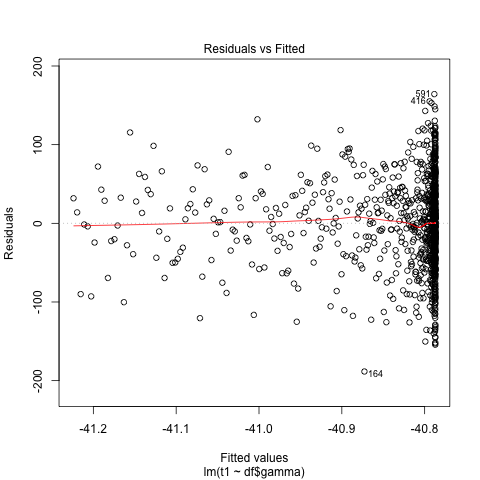 Residuals vs Fitted
Residuals
200
100
0
-100
-200
591
416
164
-41.2 -41.1 -41.0 -40.9 -40.8
Fitted values
lm(t1 ~ df$gamma)